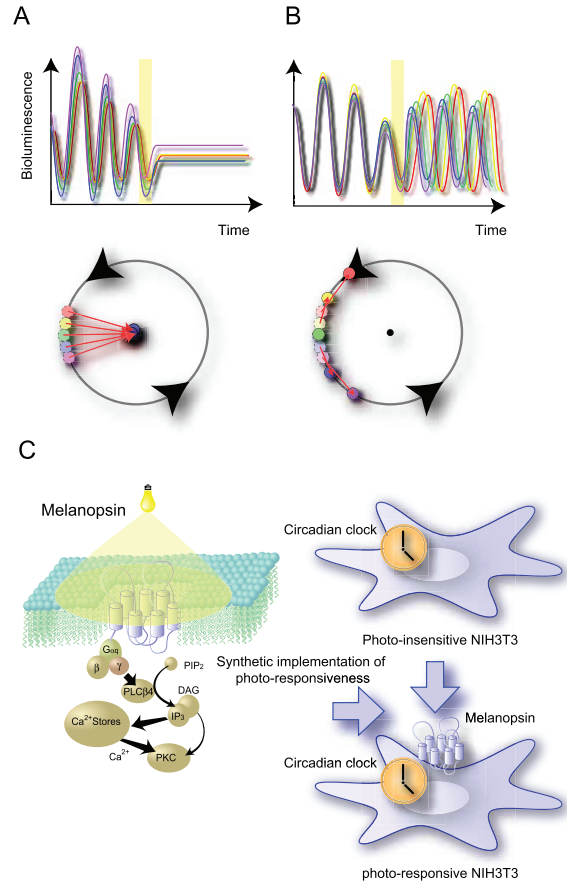 A
B
Bioluminescence
Time
Time
C
Melanopsin
Circadian clock
Gαq
β
γ
PIP2
PLCβ4
DAG
IP3
Ca2+Stores
Ca2+
PKC
Photo-insensitive NIH3T3
Synthetic implementation of
photo-responsiveness
Melanopsin
Circadian clock
photo-responsive NIH3T3